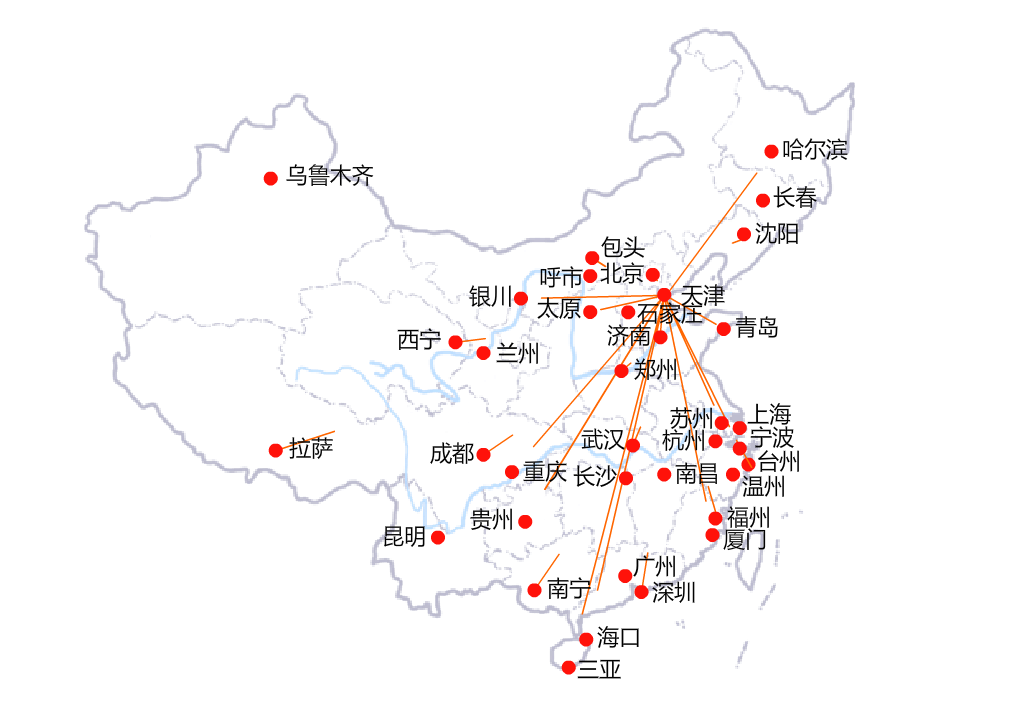 哈尔滨
乌鲁木齐
长春
沈阳
包头
呼市
北京
银川
天津
太原
石家庄
青岛
济南
西宁
兰州
郑州
上海
苏州
宁波
杭州
武汉
拉萨
成都
台州
重庆
长沙
南昌
温州
贵州
福州
昆明
厦门
广州
南宁
深圳
海口
三亚